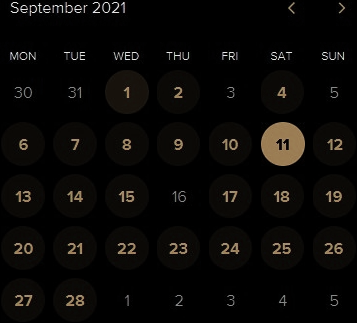 September 2021
MON TUE WED THU FRI SAT SUN
30 31 1 2 3 4 5
6 7 8 9 10 11 12
13 14 15 16 17 18 19
20 21 22 23 24 25 26
27 28 1 2 3 4 5